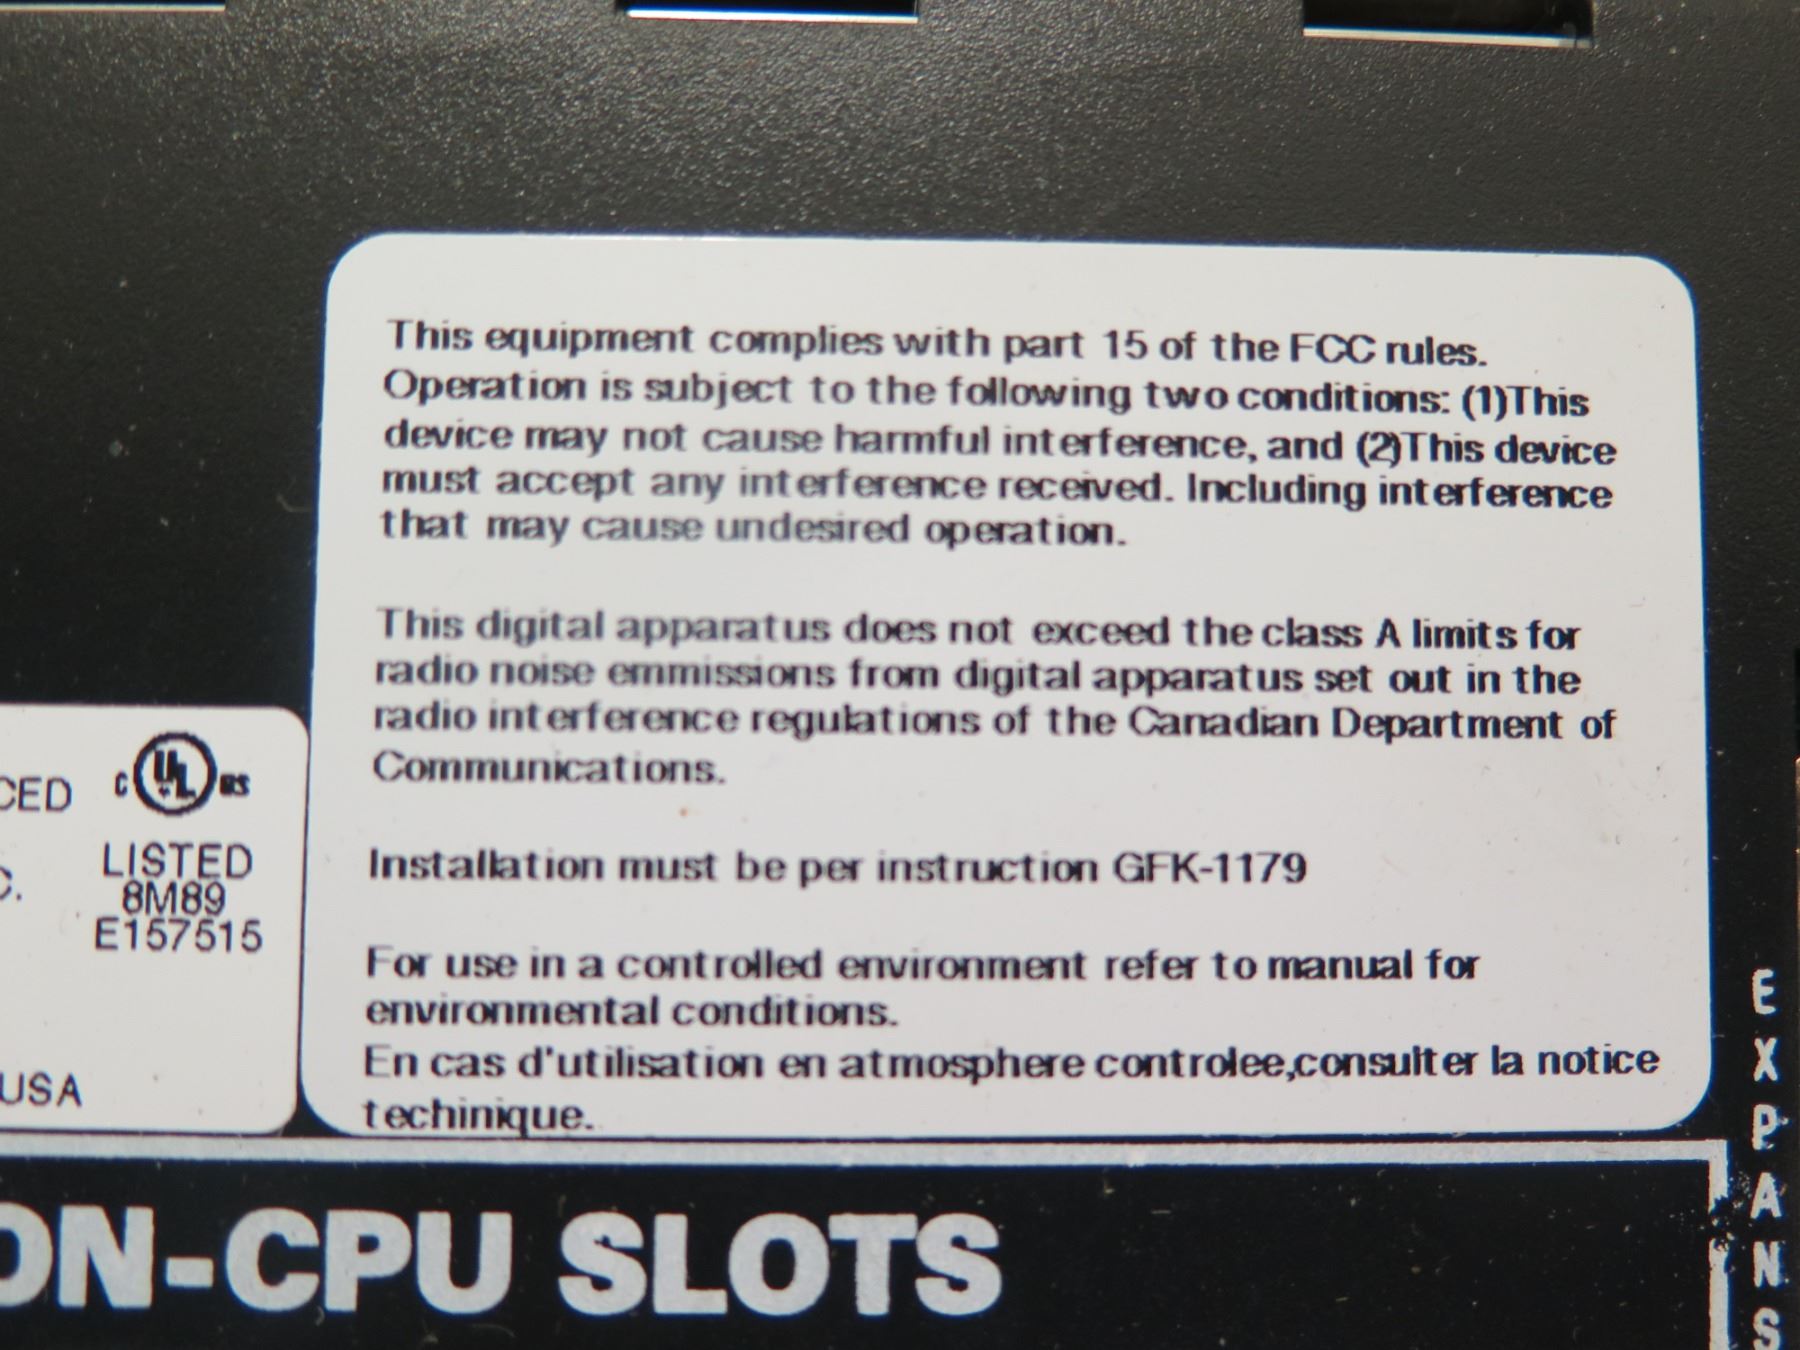 This equipment complies with part 15 of the FCC rules.
Operation is subject to the following two conditions: (1)This
device may not cause harmful interference, and (2)This device
must accept any interference received. Including interference
that may cause undesired operation.
This digital apparatus does not exceed the class A limits for
radio noise emmissions from digital apparatus set out in the
radio interference regulations of the Canadian Department of
Communications.
Installation must be per instruction GFK-1179
For use in a controlled environment refer to manual for
environmental conditions.
En cas d'utilisation en atmosphere controlee,consulter la notice
techinique.
CED
C UL US
LISTED
C.
8M89
E157515
USA
ON-CPU SLOTS
EXPANS